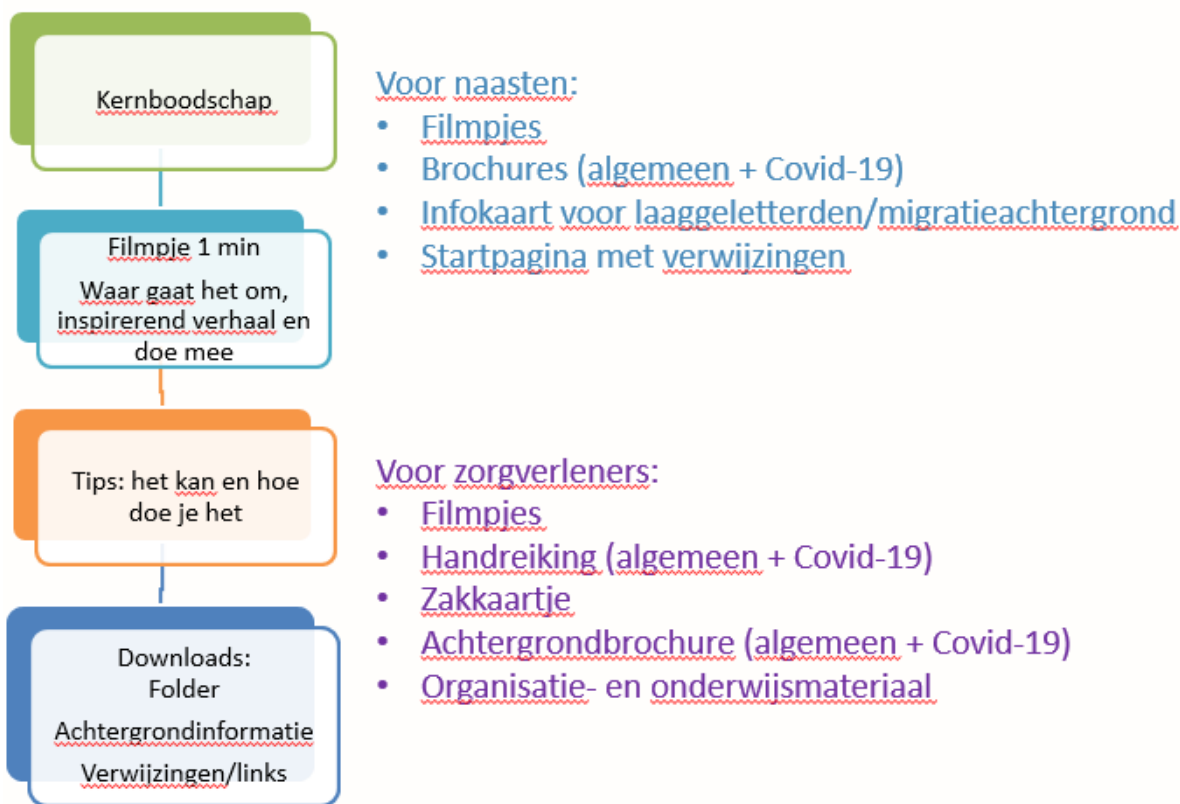 Kernboodschap
Filmpje 1 min
Waar gaat het om,
inspirerend verhaal en
doe mee
Tips: het kan en hoe
doe je het
Downloads:
Folder
Achtergrondinformatie
Verwijzingen/links
Voor naasten:
• Filmpjes
• Brochures (algemeen + Covid-19)
• Infokaart voor laaggeletterden/migratieachtergrond
• Startpagina met verwijzingen
Voor zorgverleners:
• Filmpjes
• Handreiking (algemeen + Covid-19)
• Zakkaartje
• Achtergrondbrochure (algemeen + Covid-19)
• Organisatie- en onderwijsmateriaal